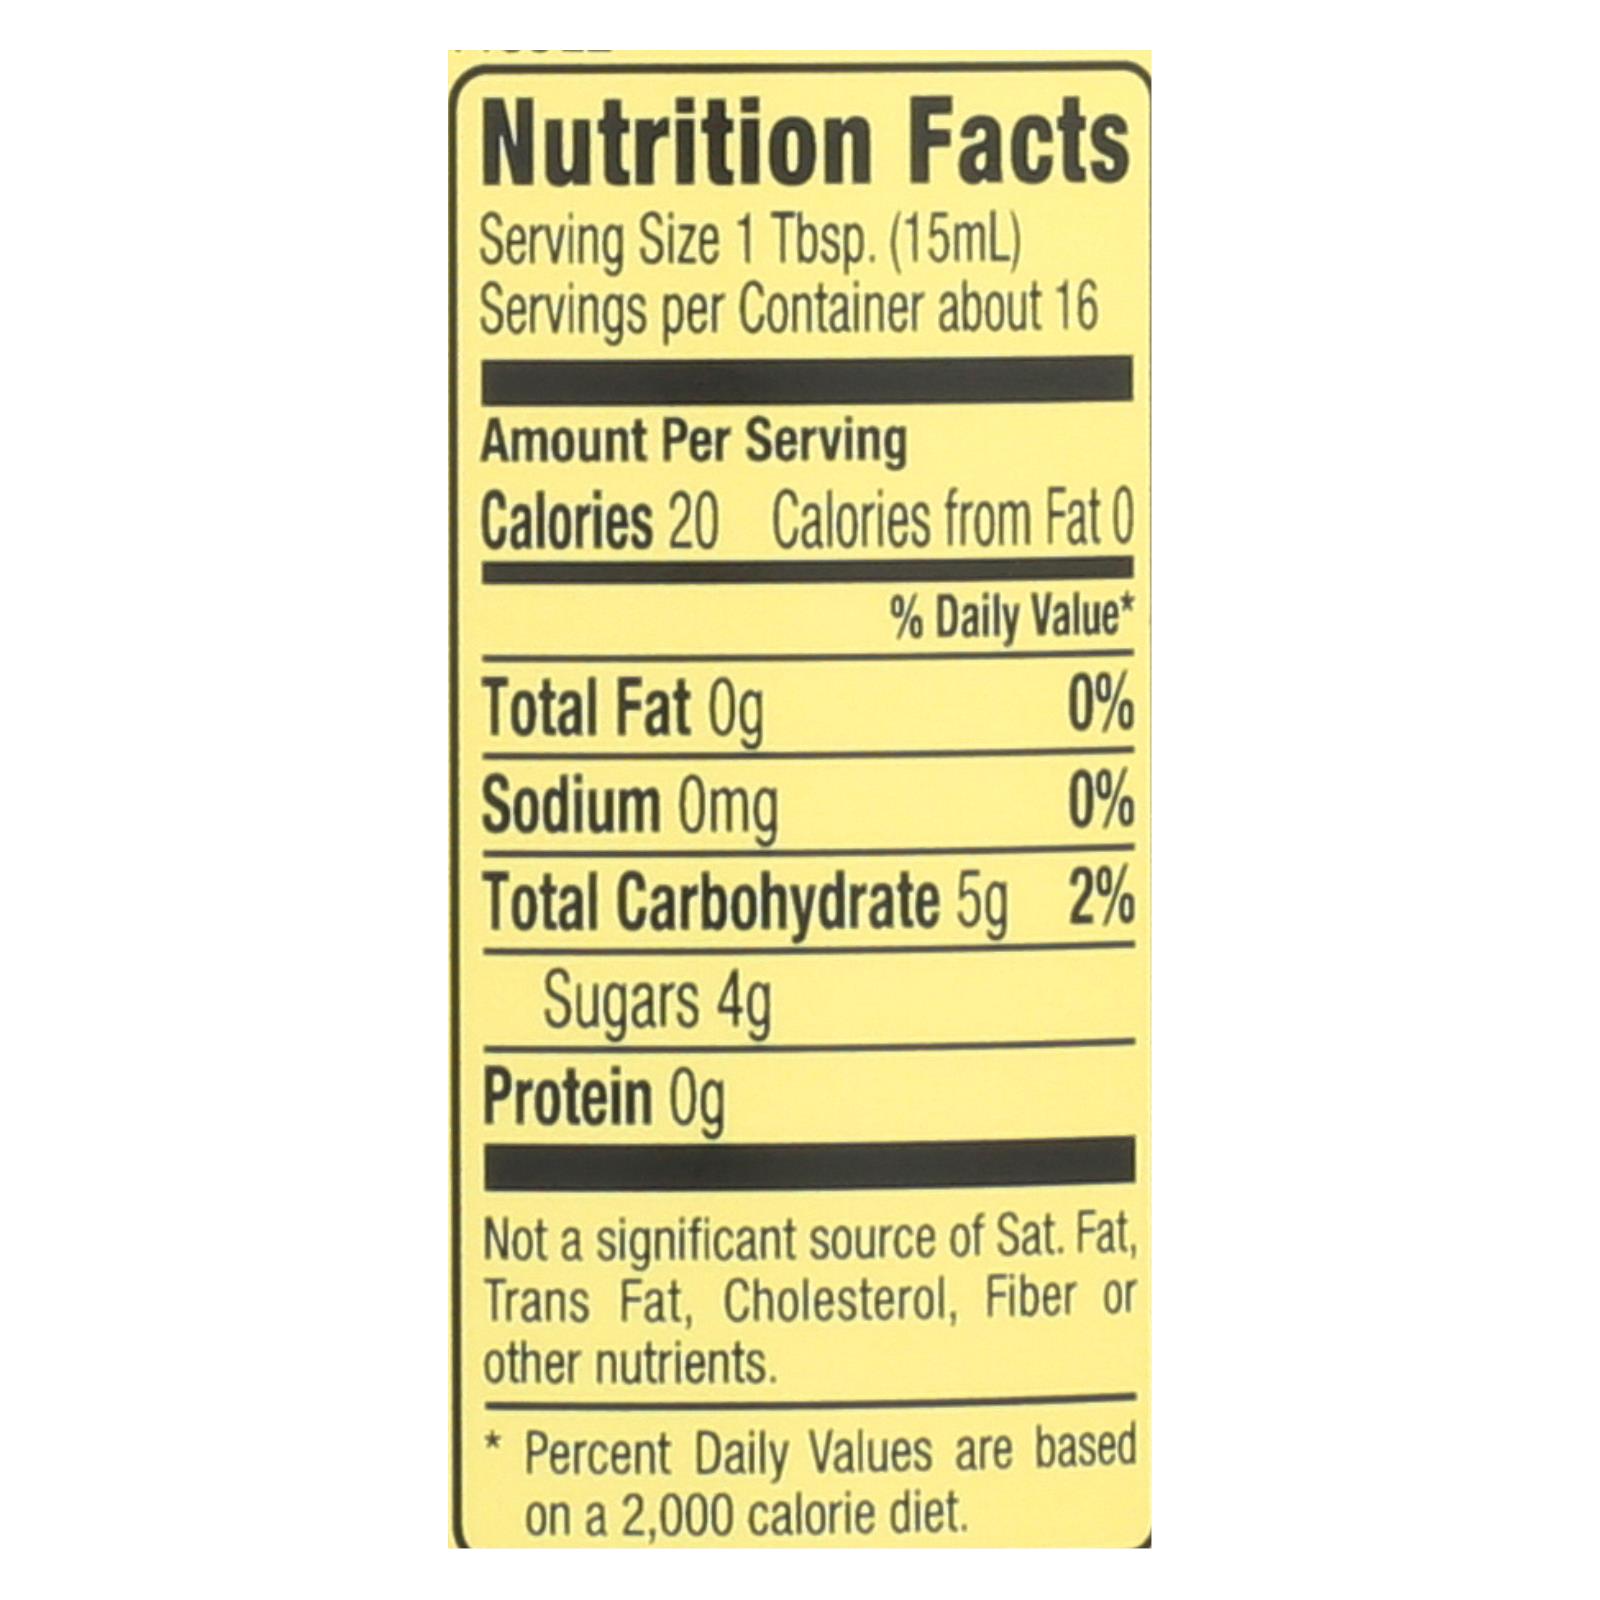 Nutrition Facts
Serving Size 1 Tbsp. (15mL)
Servings per Container about 16
Amount Per Serving
Calories 20 Calories from Fat 0
% Daily Value*
Total Fat 0g 0%
Sodium 0mg 0%
Total Carbohydrate 5g 2%
Sugars 4g
Protein 0g
Not a significant source of Sat. Fat,
Trans Fat, Cholesterol, Fiber or
other nutrients.
* Percent Daily Values are based
on a 2,000 calorie diet.